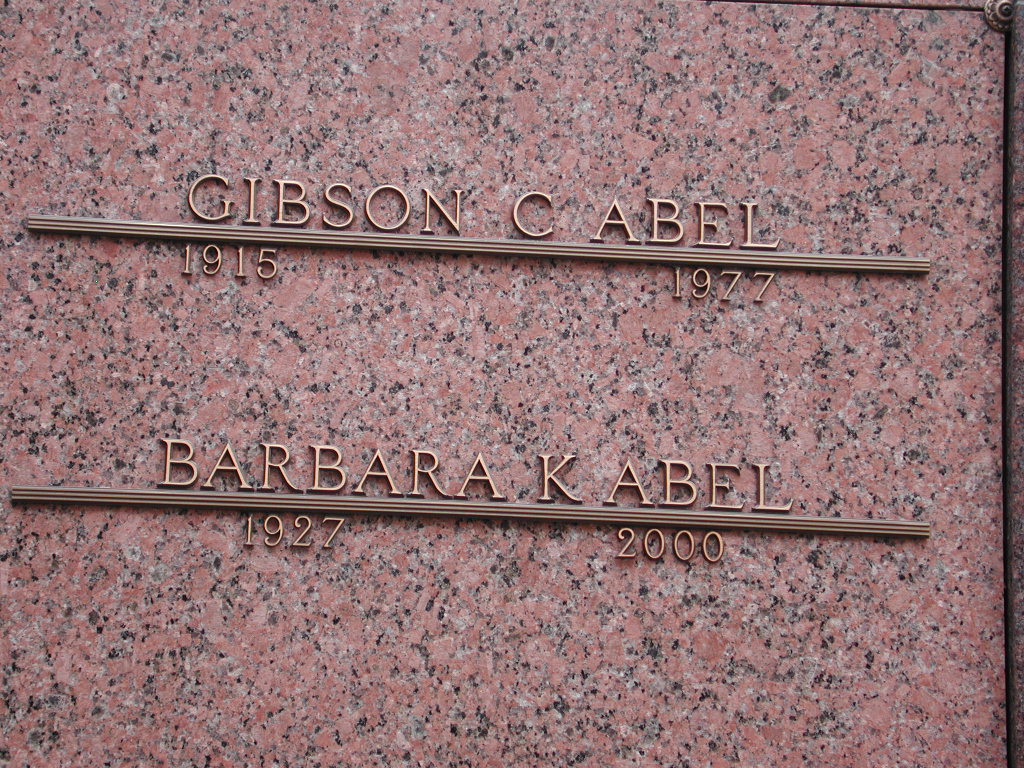 GIBSON C ABEL
1915 1977
BARBARA K ABEL
1927 2000